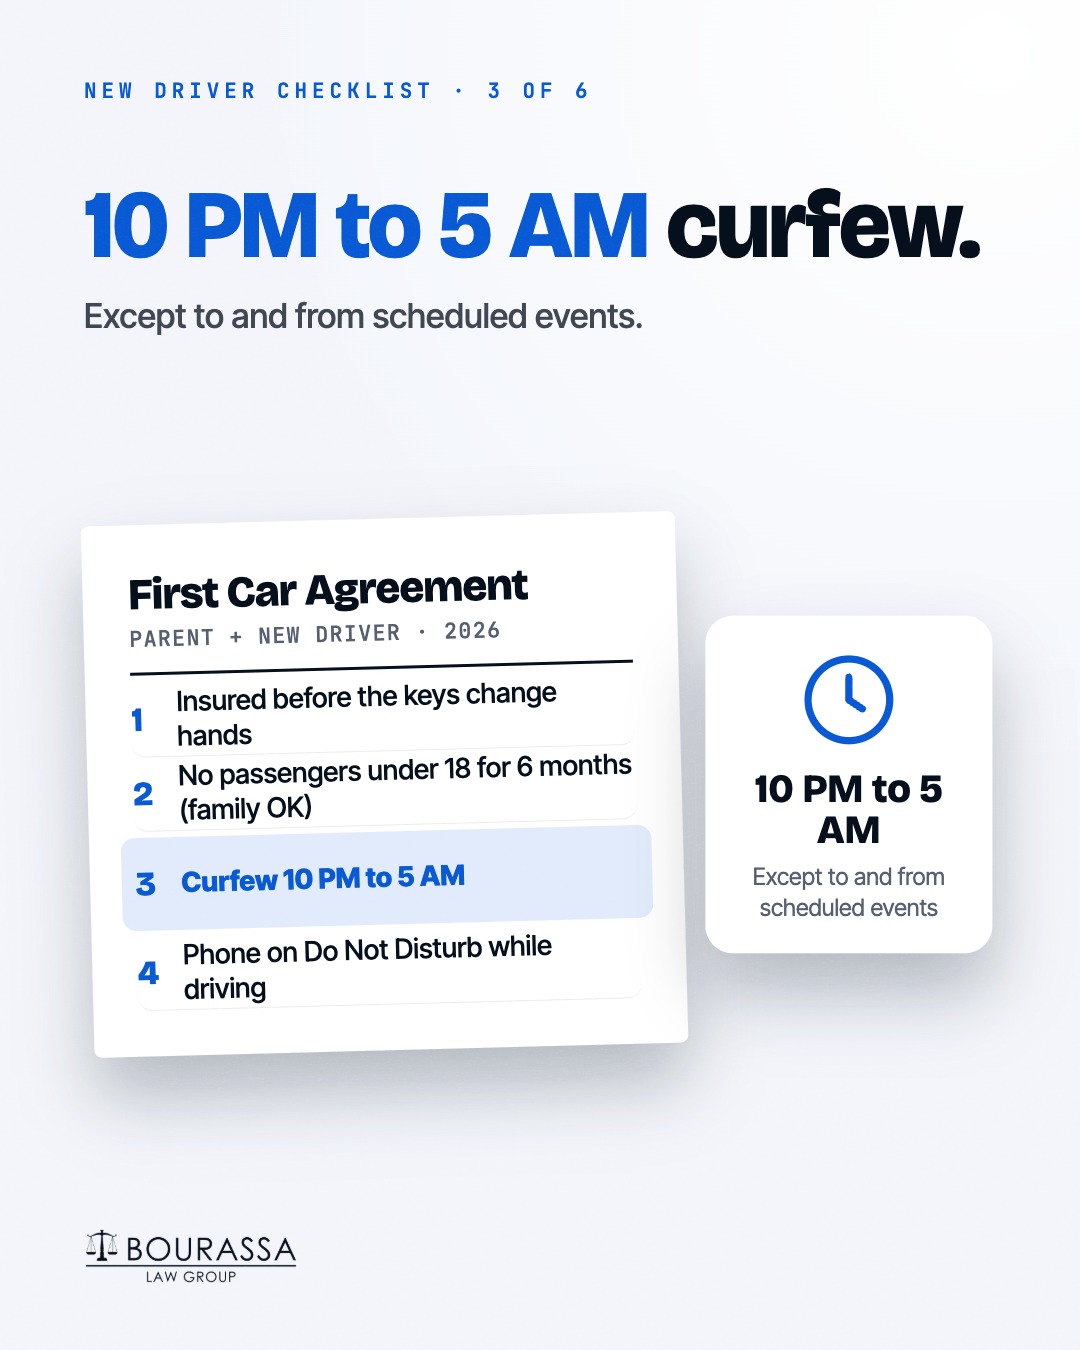 NEW DRIVER CHECKLIST · 3 OF 6
10 PM to 5 AM curfew.
Except to and from scheduled events.
First Car Agreement
PARENT + NEW DRIVER · 2026
1 Insured before the keys change
hands
2 No passengers under 18 for 6 months
(family OK)
3 Curfew 10 PM to 5 AM
4 Phone on Do Not Disturb while
driving
10 PM to 5
AM
Except to and from
scheduled events
BOURASSA
LAW GROUP